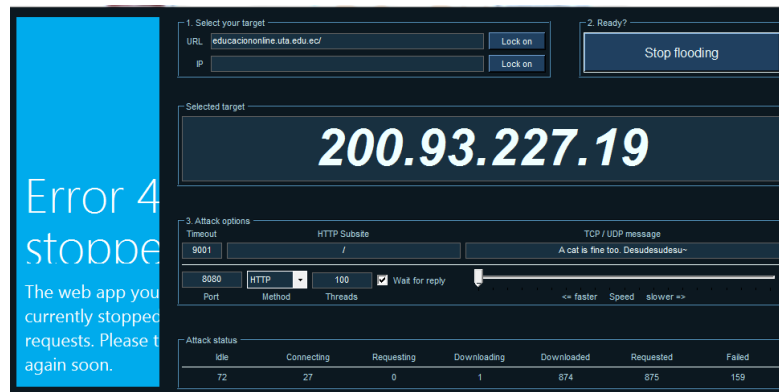 Error 4
stoppe
The web app you
currently stopped
requests. Please t
again soon.
1. Select your target
URL educaciononline.uta.edu.ec/ Lock on
IP Lock on
2. Ready?
Stop flooding
Selected target
200.93.227.19
3. Attack options
Timeout HTTP Subsite TCP / UDP message
9001 / A cat is fine too. Desudesudesu~
8080 HTTP 100 Wait for reply
Port Method Threads <= faster Speed slower =>
Attack status
Idle Connecting Requesting Downloading Downloaded Requested Failed
72 27 0 1 874 875 159